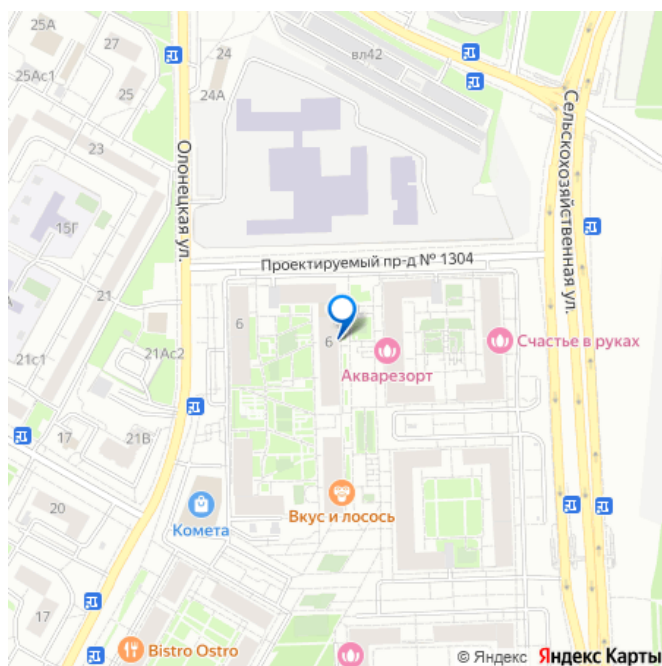 25А
27
24
вл42
25Ас1
25
24А
23
Олонецкая ул.
Сельскохозяйственная ул.
15Г
Проектируемый пр-д № 1304
21
6
6
Счастье в руках
21с1
21Ас2
Акварезорт
17
21В
20
Вкус и лосось
Комета
17
Bistro Ostro
© Яндекс Яндекс Карты